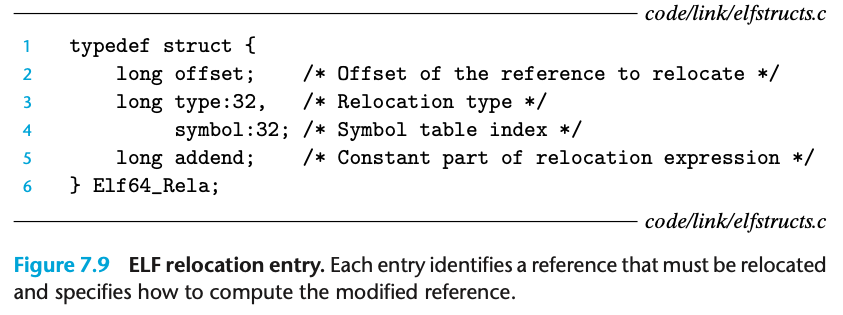 code/link/elfstructs.c
1 typedef struct {
2 long offset; /* Offset of the reference to relocate */
3 long type:32, /* Relocation type */
4 symbol:32; /* Symbol table index */
5 long addend; /* Constant part of relocation expression */
6 } Elf64_Rela;
code/link/elfstructs.c
Figure 7.9 ELF relocation entry. Each entry identifies a reference that must be relocated
and specifies how to compute the modified reference.